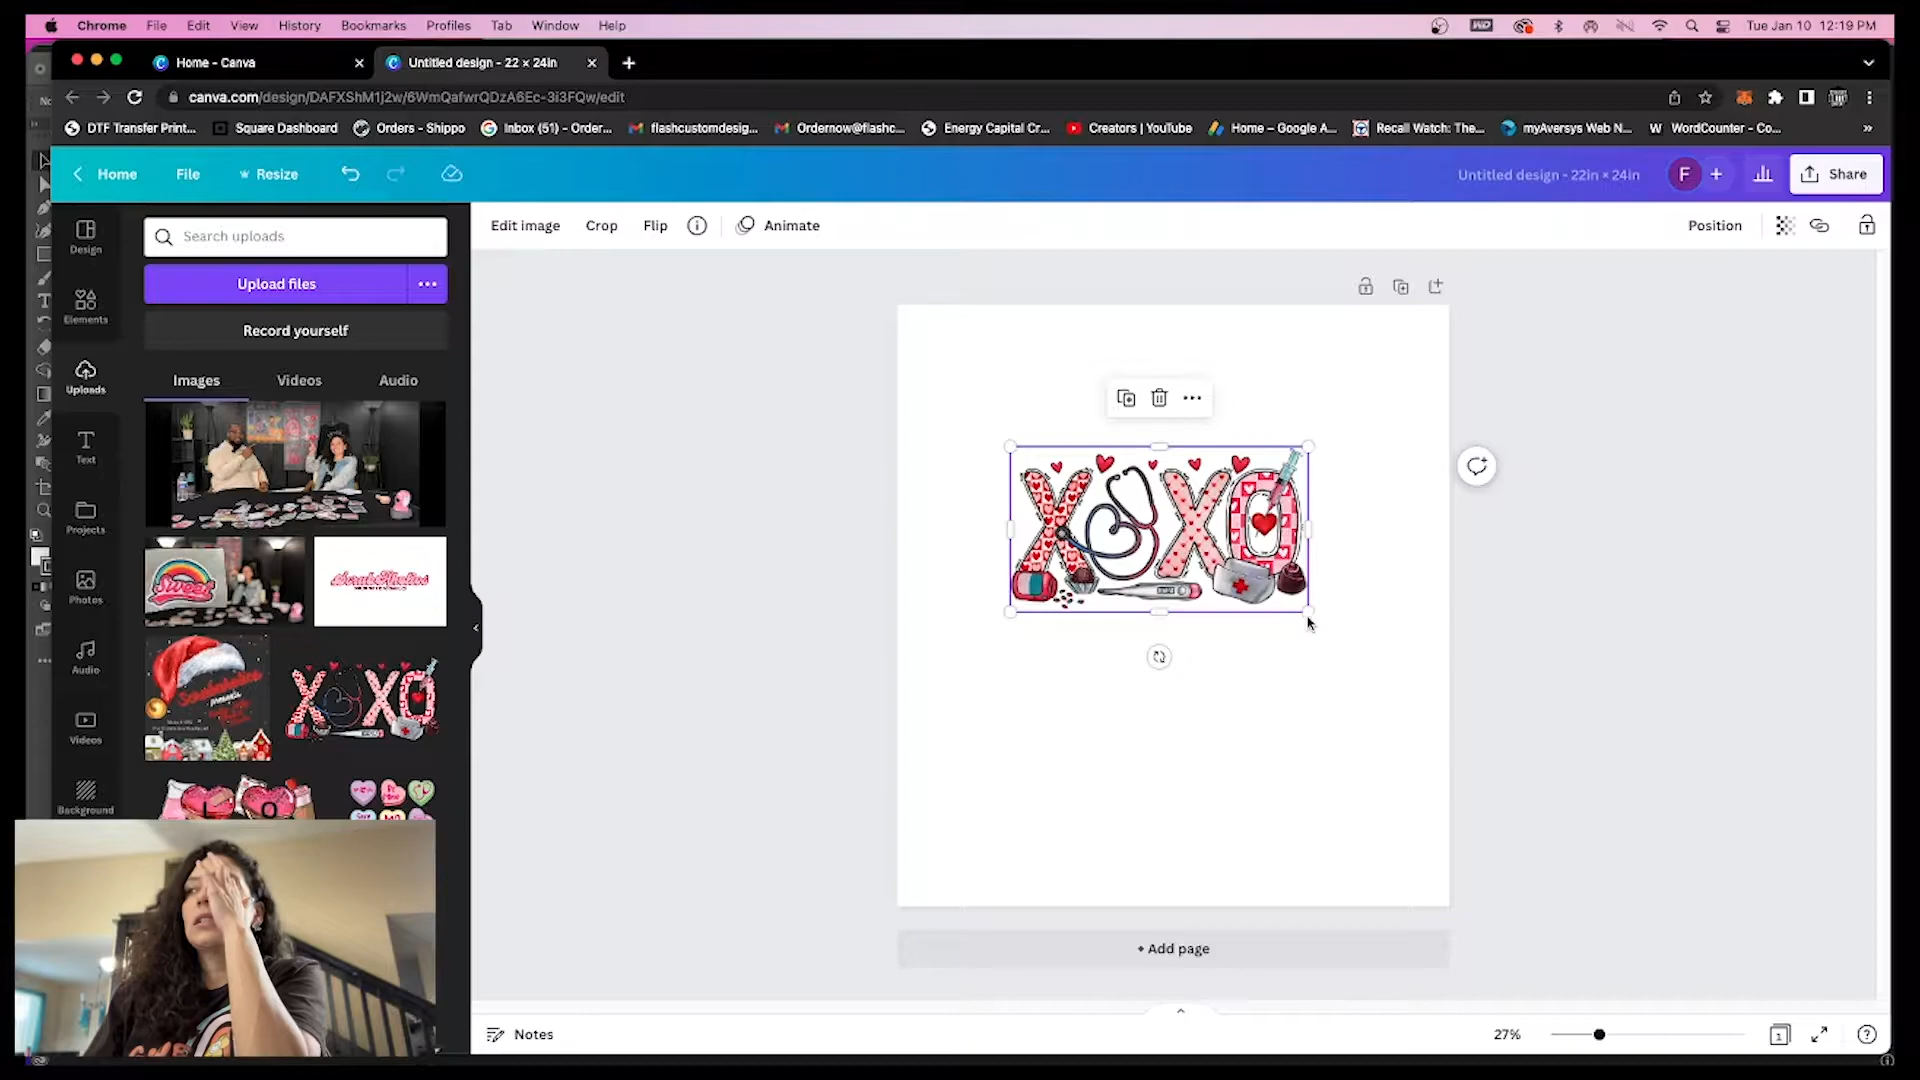 Chrome File Edit View History Bookmarks Profiles Tab Window Help
Tue Jan 10 12:19 PM
Home - Canva
Untitled design - 22 × 24in
canva.com/design/DAFXShM1j2w/6WmQafwrQDzA6Ec-3i3FQw/edit
DTF Transfer Print... Square Dashboard Orders - Shippo Inbox (51) - Order... flashcustomdesig... Ordernow@flashc... Energy Capital Cr... Creators | YouTube Home – Google A... Recall Watch: The... myAversys Web N... WordCounter - Co...
Home File Resize
Untitled design - 22in × 24in
F
Share
Design
Elements
Uploads
Text
Projects
Photos
Audio
Videos
Background
Search uploads
Upload files
Record yourself
Images Videos Audio
Sweet
XOXO
Edit image Crop Flip Animate
Position
XOXO
+ Add page
Notes
27%
1